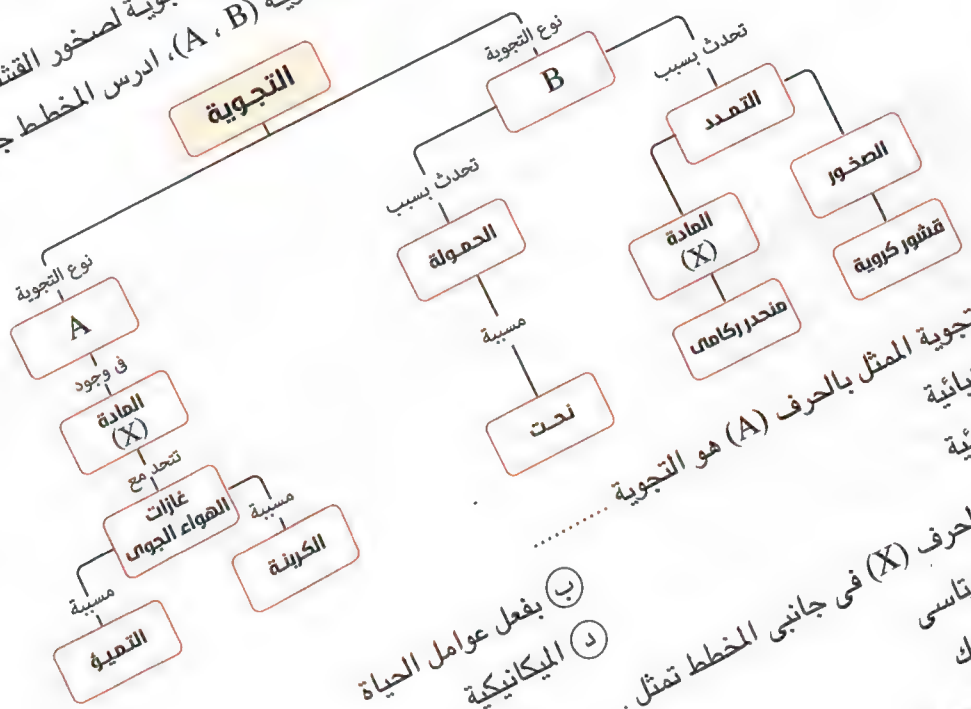 لصخور
(A ، B)، ادرس المخطط
التجوية
نوع التجوية
B
تحدث بسبب
التمدد
الصخور
قشور كروية
المادة
(X)
منحدر ركامى
تحدث بسبب
الحمولة
مسببة
نحت
نوع التجوية
A
فى وجود
المادة
(X)
تتحد مع
غازات
الهواء الجوى
مسببة
الكربنة
مسببة
التميؤ
الممثل بالحرف (A) هو التجوية ..........
ب بفعل عوامل الحياة
د الميكانيكية
(X) فى جانبى المخطط تمثل